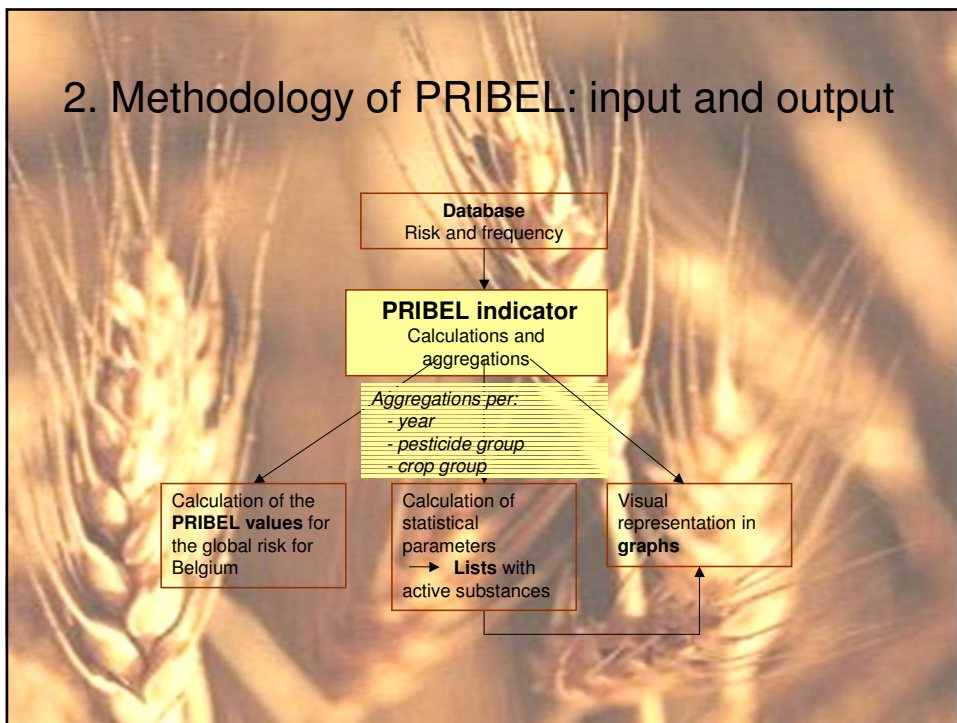 2. Methodology of PRIBEL: input and output
Database
Risk and frequency
PRIBEL indicator
Calculations and
aggregations
Aggregations per:
- year
- pesticide group
- crop group
Calculation of the
PRIBEL values for
the global risk for
Belgium
Calculation of
statistical
parameters
→ Lists with
active substances
Visual
representation in
graphs